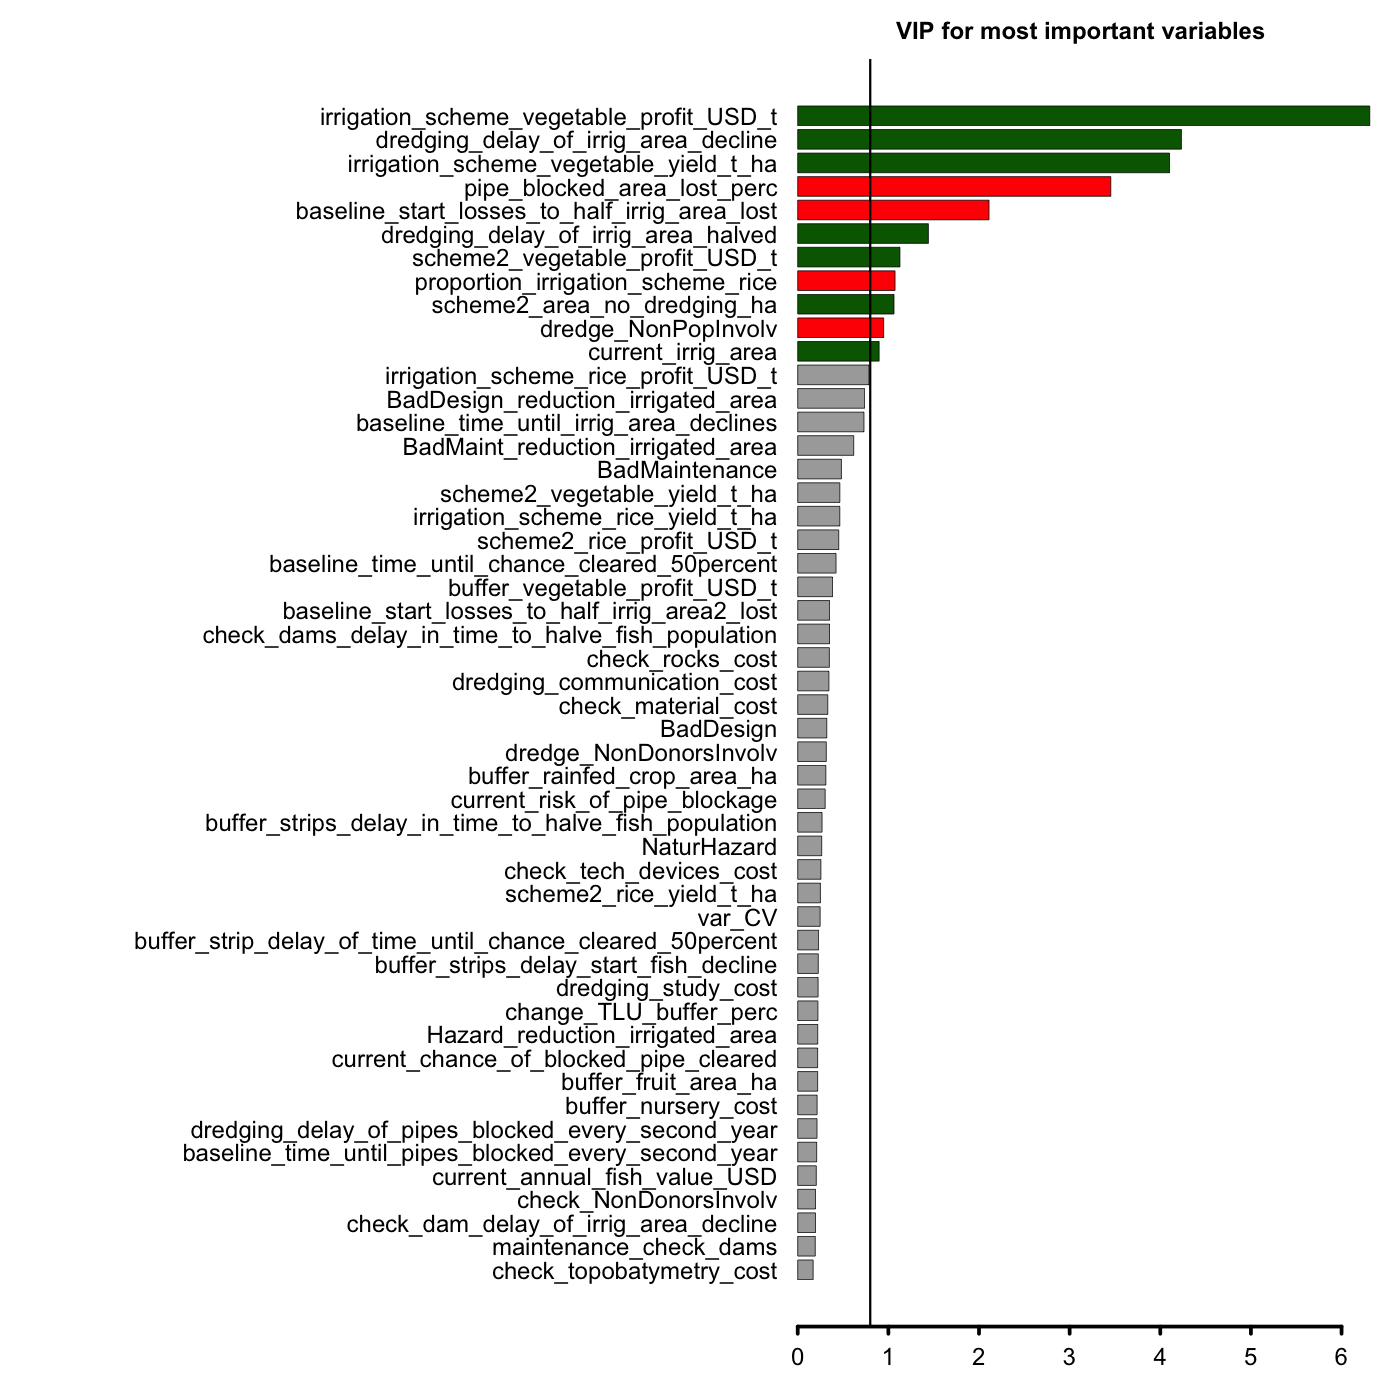 VIP for most important variables
irrigation_scheme_vegetable_profit_USD_t
dredging_delay_of_irrig_area_decline
irrigation_scheme_vegetable_yield_t_ha
pipe_blocked_area_lost_perc
baseline_start_losses_to_half_irrig_area_lost
dredging_delay_of_irrig_area_halved
scheme2_vegetable_profit_USD_t
proportion_irrigation_scheme_rice
scheme2_area_no_dredging_ha
dredge_NonPopInvolv
current_irrig_area
irrigation_scheme_rice_profit_USD_t
BadDesign_reduction_irrigated_area
baseline_time_until_irrig_area_declines
BadMaint_reduction_irrigated_area
BadMaintenance
scheme2_vegetable_yield_t_ha
irrigation_scheme_rice_yield_t_ha
scheme2_rice_profit_USD_t
baseline_time_until_chance_cleared_50percent
buffer_vegetable_profit_USD_t
baseline_start_losses_to_half_irrig_area2_lost
check_dams_delay_in_time_to_halve_fish_population
check_rocks_cost
dredging_communication_cost
check_material_cost
BadDesign
dredge_NonDonorsInvolv
buffer_rainfed_crop_area_ha
current_risk_of_pipe_blockage
buffer_strips_delay_in_time_to_halve_fish_population
NaturHazard
check_tech_devices_cost
scheme2_rice_yield_t_ha
var_CV
buffer_strip_delay_of_time_until_chance_cleared_50percent
buffer_strips_delay_start_fish_decline
dredging_study_cost
change_TLU_buffer_perc
Hazard_reduction_irrigated_area
current_chance_of_blocked_pipe_cleared
buffer_fruit_area_ha
buffer_nursery_cost
dredging_delay_of_pipes_blocked_every_second_year
baseline_time_until_pipes_blocked_every_second_year
current_annual_fish_value_USD
check_NonDonorsInvolv
check_dam_delay_of_irrig_area_decline
maintenance_check_dams
check_topobatymetry_cost
0 1 2 3 4 5 6